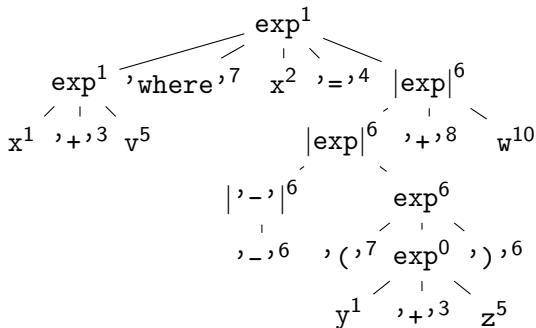 exp¹
exp¹ ’where’⁷ x² ’=’⁴ |exp|⁶
x¹ ’+’³ v⁵ |exp|⁶ ’+’⁸ w¹⁰
|’-’|⁶ exp⁶
’-’⁶ ’(’⁷ exp⁰ ’)’⁶
y¹ ’+’³ z⁵